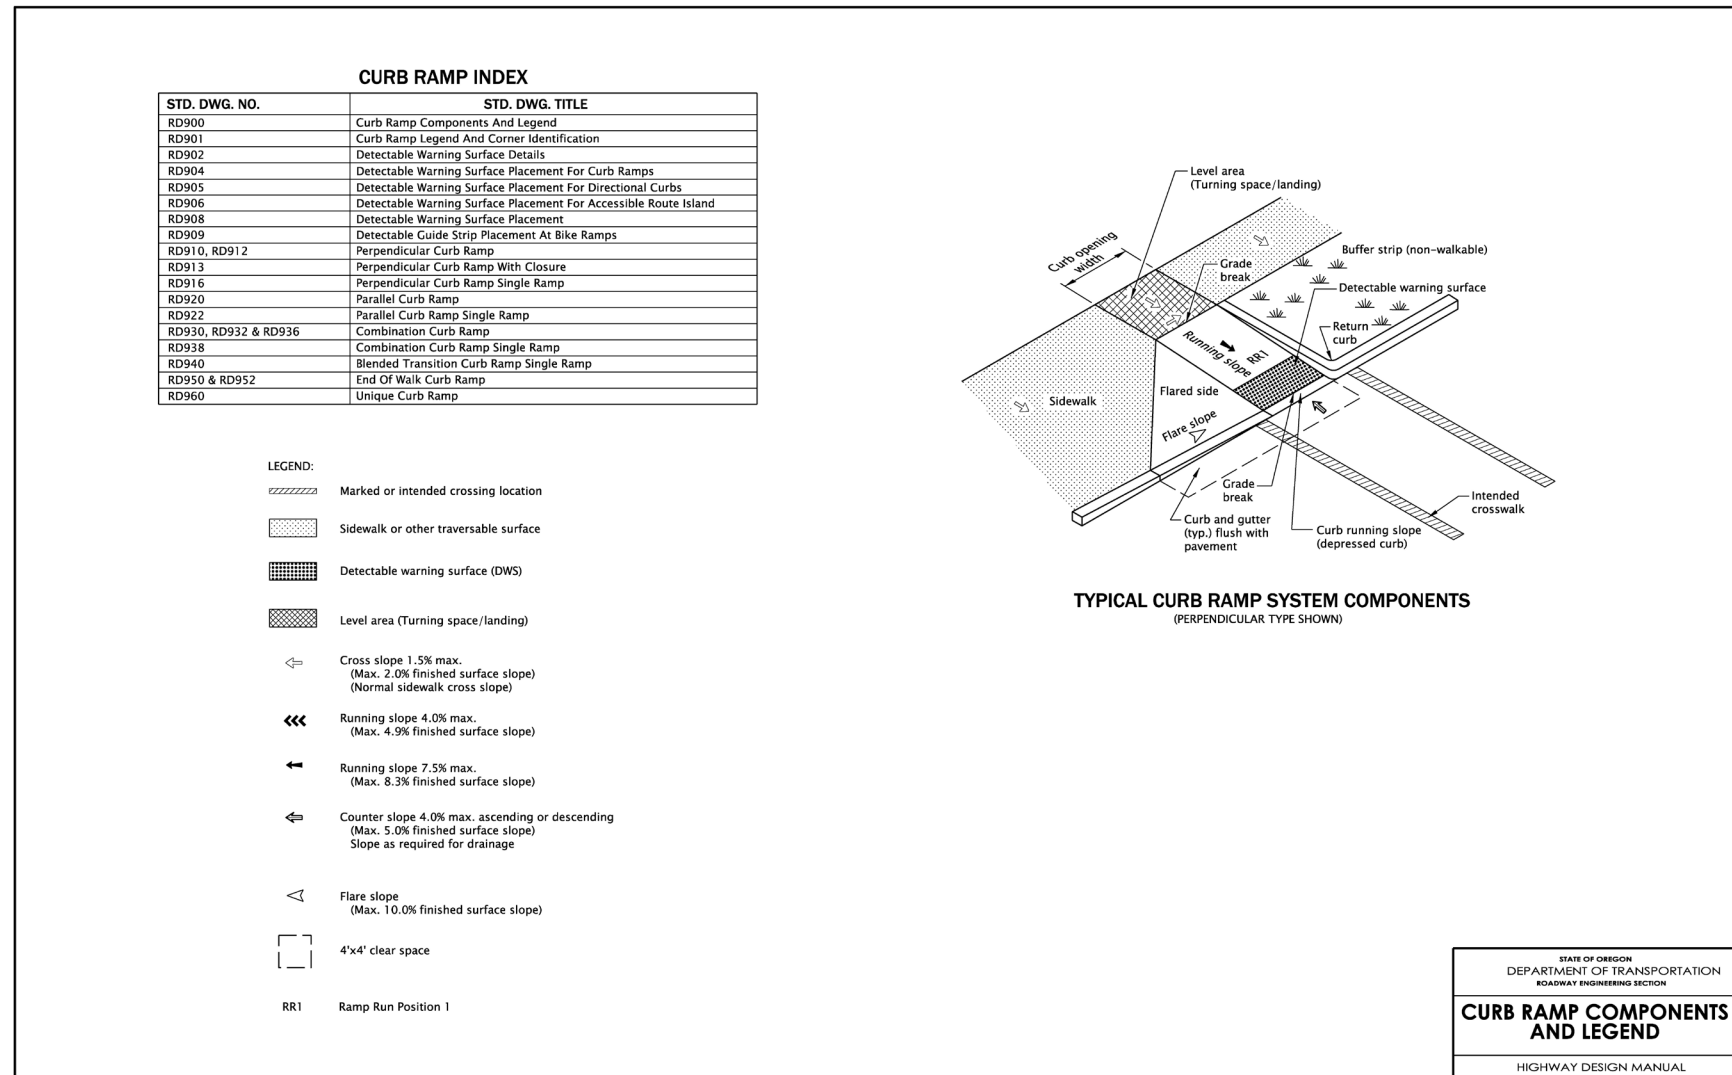 CURB RAMP INDEX
STD. DWG. NO. STD. DWG. TITLE
RD900 Curb Ramp Components And Legend
RD901 Curb Ramp Legend And Corner Identification
RD902 Detectable Warning Surface Details
RD904 Detectable Warning Surface Placement For Curb Ramps
RD905 Detectable Warning Surface Placement For Directional Curbs
RD906 Detectable Warning Surface Placement For Accessible Route Island
RD908 Detectable Warning Surface Placement
RD909 Detectable Guide Strip Placement At Bike Ramps
RD910, RD912 Perpendicular Curb Ramp
RD913 Perpendicular Curb Ramp With Closure
RD916 Perpendicular Curb Ramp Single Ramp
RD920 Parallel Curb Ramp
RD922 Parallel Curb Ramp Single Ramp
RD930, RD932 & RD936 Combination Curb Ramp
RD938 Combination Curb Ramp Single Ramp
RD940 Blended Transition Curb Ramp Single Ramp
RD950 & RD952 End Of Walk Curb Ramp
RD960 Unique Curb Ramp
LEGEND:
Marked or intended crossing location
Sidewalk or other traversable surface
Detectable warning surface (DWS)
Level area (Turning space/landing)
Cross slope 1.5% max.
(Max. 2.0% finished surface slope)
(Normal sidewalk cross slope)
Running slope 4.0% max.
(Max. 4.9% finished surface slope)
Running slope 7.5% max.
(Max. 8.3% finished surface slope)
Counter slope 4.0% max. ascending or descending
(Max. 5.0% finished surface slope)
Slope as required for drainage
Flare slope
(Max. 10.0% finished surface slope)
4'x4' clear space
RR1 Ramp Run Position 1
Level area
(Turning space/landing)
Curb opening
width
Grade
break
Buffer strip (non-walkable)
Detectable warning surface
Return
curb
Running slope
RR1
Flared side
Sidewalk
Flare slope
Grade
break
Intended
crosswalk
Curb and gutter
(typ.) flush with
pavement
Curb running slope
(depressed curb)
TYPICAL CURB RAMP SYSTEM COMPONENTS
(PERPENDICULAR TYPE SHOWN)
STATE OF OREGON
DEPARTMENT OF TRANSPORTATION
ROADWAY ENGINEERING SECTION
CURB RAMP COMPONENTS
AND LEGEND
HIGHWAY DESIGN MANUAL